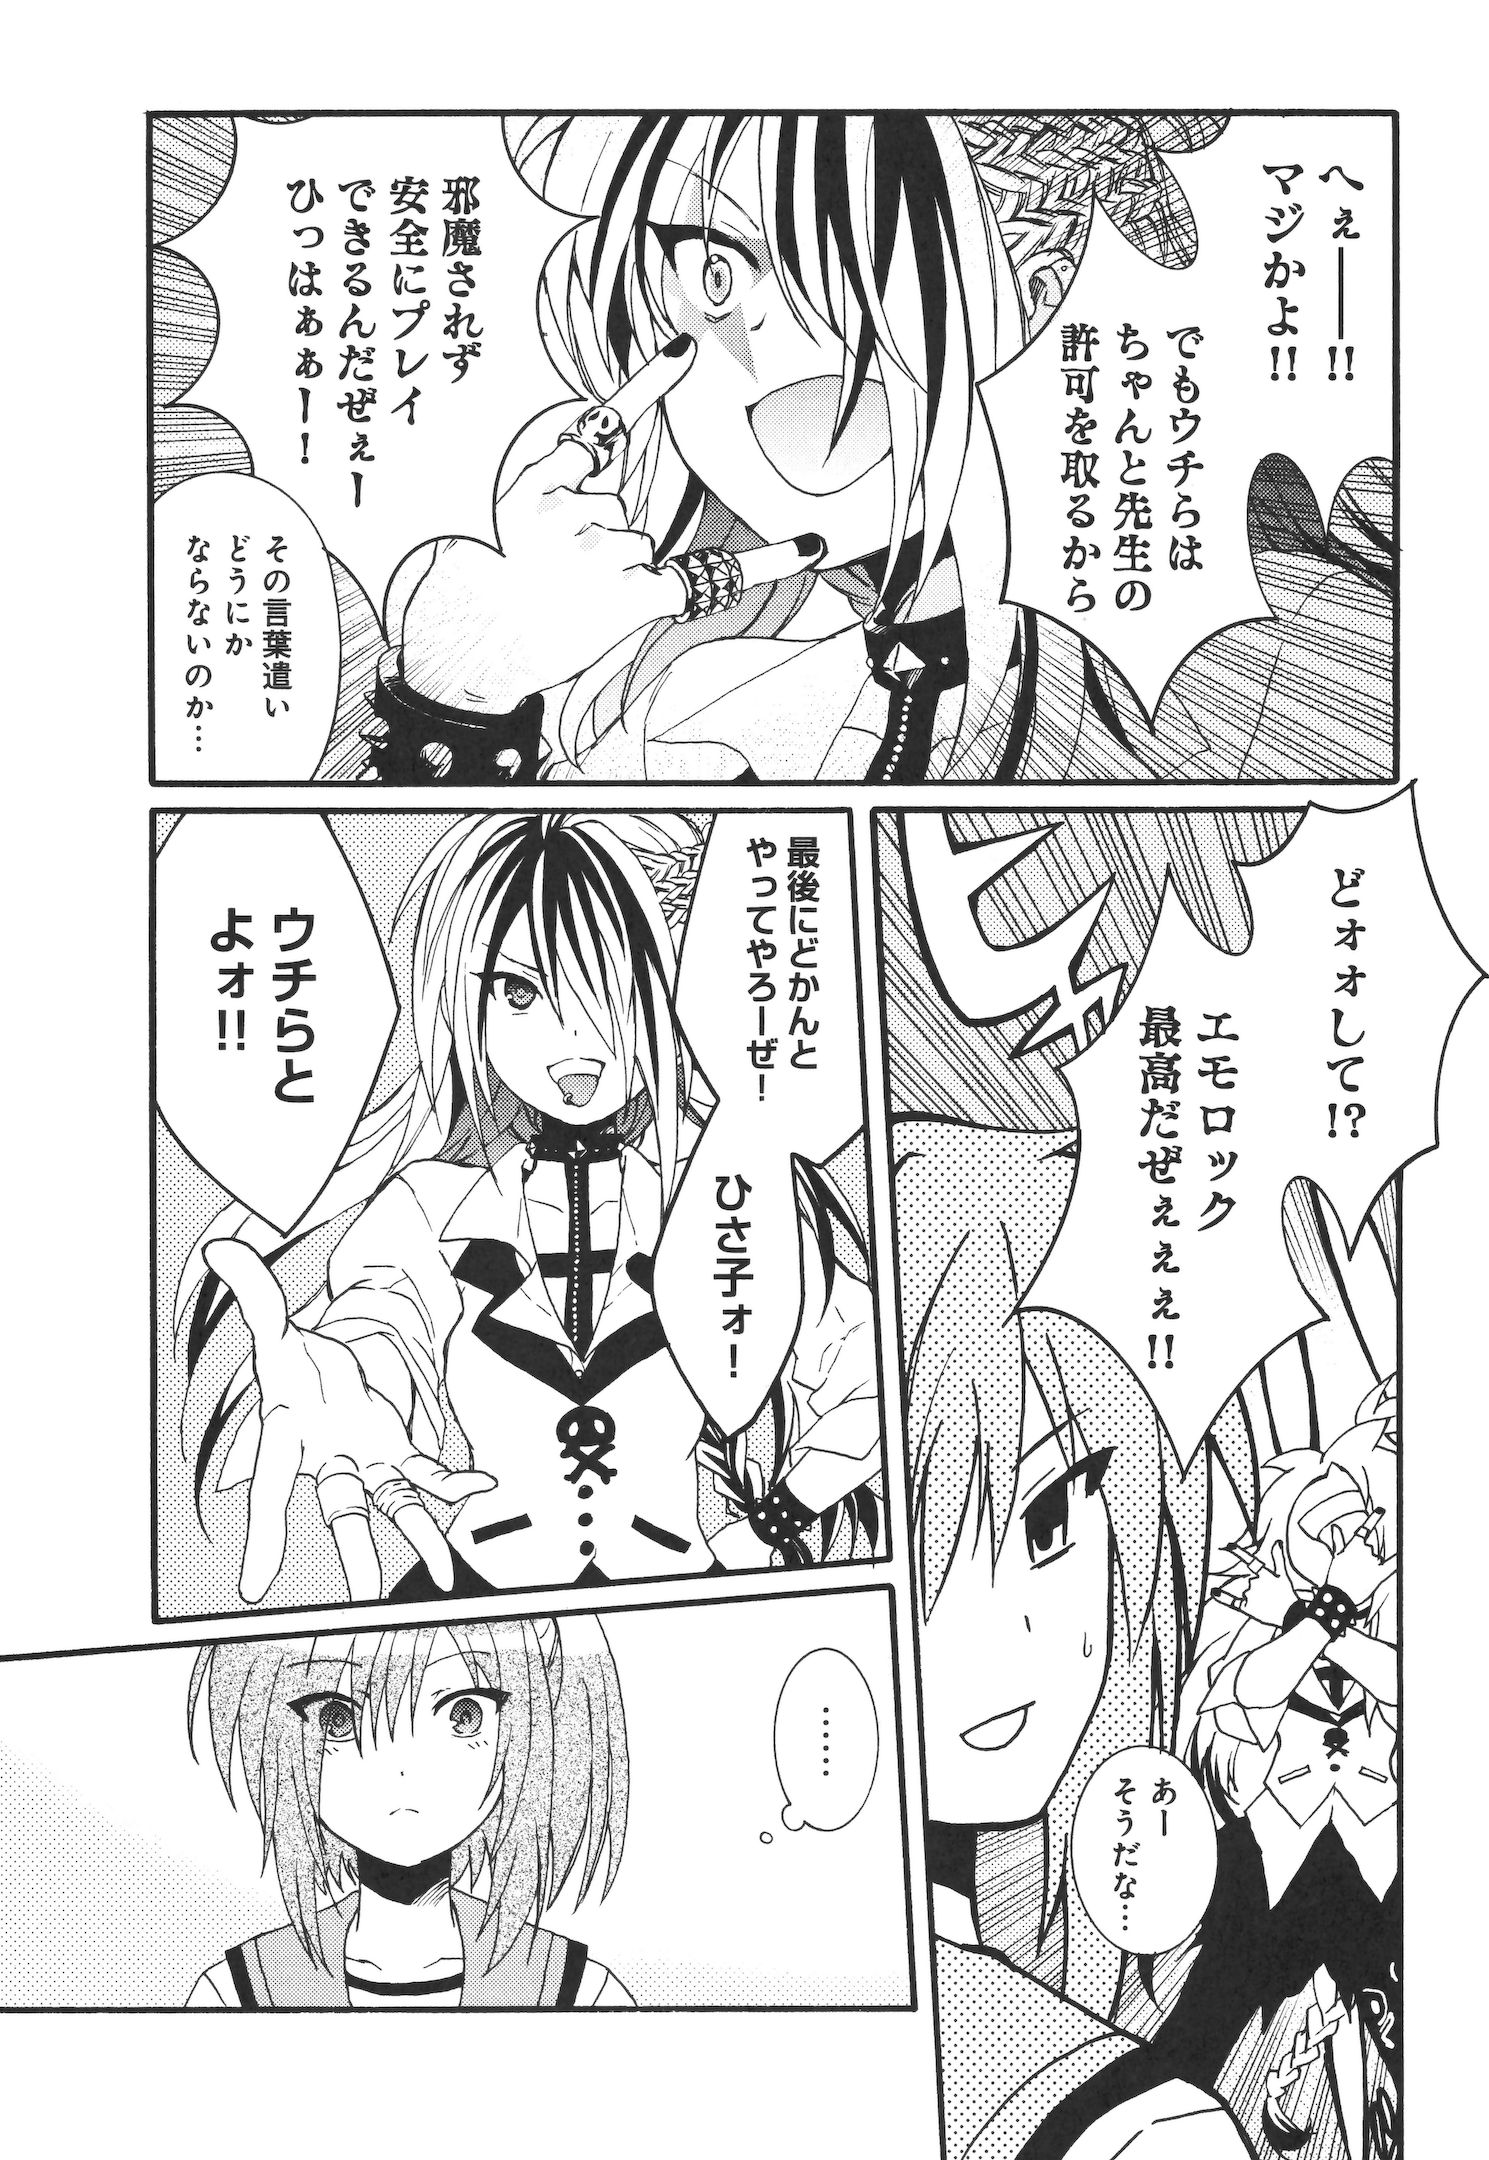 へぇ──!!
マジかよ!!
でもウチらは
ちゃんと先生の
許可を取るから
邪魔されず
安全にプレイ
できるんだぜぇー
ひっはぁぁー!
その言葉遣い
どうにか
ならないのか…
どォォして!?
エモロック
最高だぜぇぇぇ!!
あー
そうだな…
最後にどかんと
やってやろーぜ!
ひさ子ォ!
ウチらと
よォ!!
……